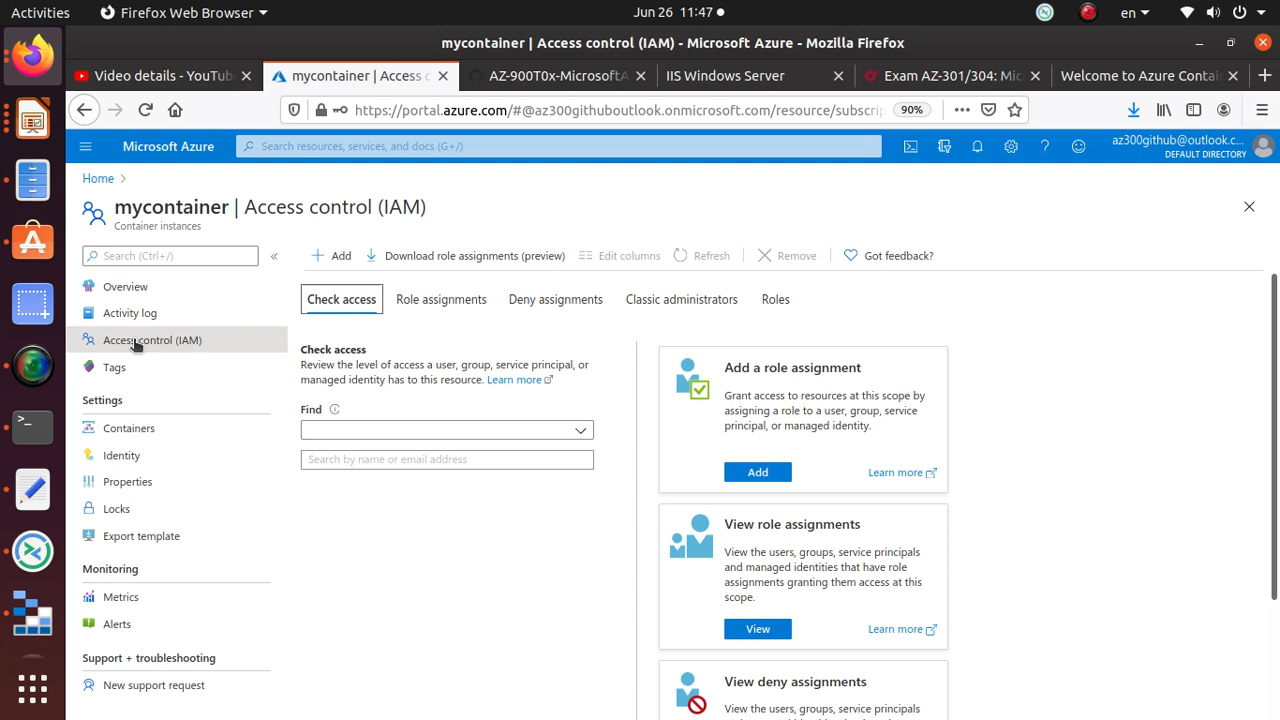 Activities
Firefox Web Browser
Jun 26 11:47
en
mycontainer | Access control (IAM) - Microsoft Azure - Mozilla Firefox
Video details - YouTub
mycontainer | Access c
AZ-900T0x-MicrosoftA
IIS Windows Server
Exam AZ-301/304: Mic
Welcome to Azure Contai
https://portal.azure.com/#@az300githuboutlook.onmicrosoft.com/resource/subscrip
90%
Microsoft Azure
Search resources, services, and docs (G+/)
az300github@outlook.c...
DEFAULT DIRECTORY
Home
mycontainer | Access control (IAM)
Container instances
Search (Ctrl+/)
Add
Download role assignments (preview)
Edit columns
Refresh
Remove
Got feedback?
Overview
Activity log
Access control (IAM)
Tags
Settings
Containers
Identity
Properties
Locks
Export template
Monitoring
Metrics
Alerts
Support + troubleshooting
New support request
Check access
Role assignments
Deny assignments
Classic administrators
Roles
Check access
Review the level of access a user, group, service principal, or
managed identity has to this resource. Learn more
Find
Search by name or email address
Add a role assignment
Grant access to resources at this scope by
assigning a role to a user, group, service
principal, or managed identity.
Add
Learn more
View role assignments
View the users, groups, service principals
and managed identities that have role
assignments granting them access at this
scope.
View
Learn more
View deny assignments
View the users, groups, service principals